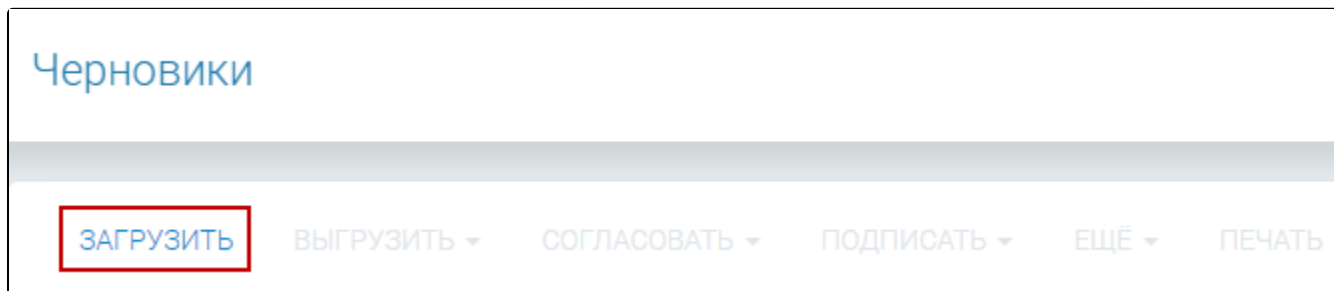 Черновики
ЗАГРУЗИТЬ ВЫГРУЗИТЬ СОГЛАСОВАТЬ ПОДПИСАТЬ ЕЩЁ ПЕЧАТЬ